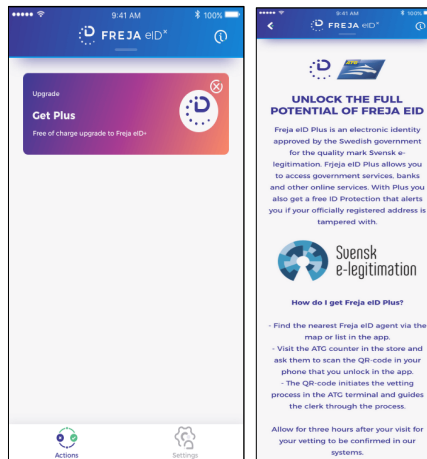 9:41 AM
100%
FREJA eID+
Upgrade
Get Plus
Free of charge upgrade to Freja eID+
Actions
Settings
9:41 AM
100%
FREJA eID+
ATG
UNLOCK THE FULL
POTENTIAL OF FREJA EID
Freja eID Plus is an electronic identity
approved by the Swedish government
for the quality mark Svensk e-
legitimation. Frjeja eID Plus allows you
to access government services, banks
and other online services. With Plus you
also get a free ID Protection that alerts
you if your officially registered address is
tampered with.
Svensk
e-legitimation
How do I get Freja eID Plus?
- Find the nearest Freja eID agent via the
map or list in the app.
- Visit the ATG counter in the store and
ask them to scan the QR-code in your
phone that you unlock in the app.
- The QR-code initiates the vetting
process in the ATG terminal and guides
the clerk through the process.
Allow for three hours after your visit for
your vetting to be confirmed in our
systems.